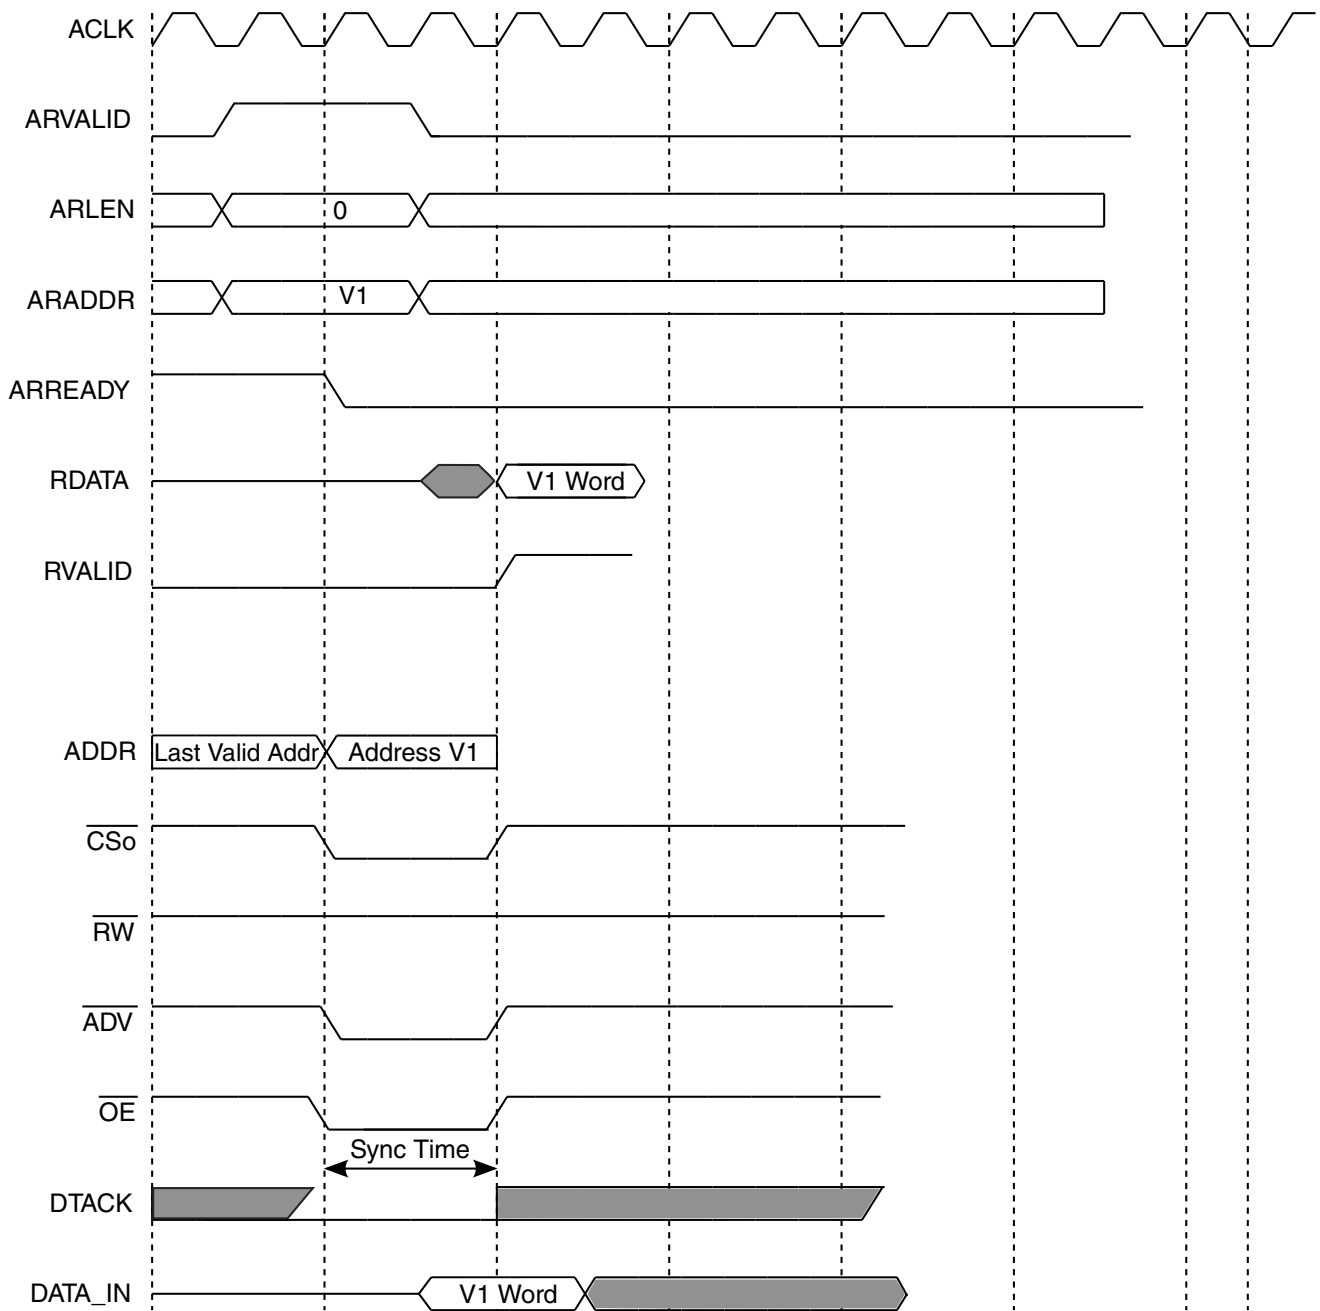 ACLK
ARVALID
ARLEN 0
ARADDR V1
ARREADY
RDATA V1 Word
RVALID
ADDR Last Valid Addr Address V1
CSo
RW
ADV
OE
Sync Time
DTACK
DATA_IN V1 Word